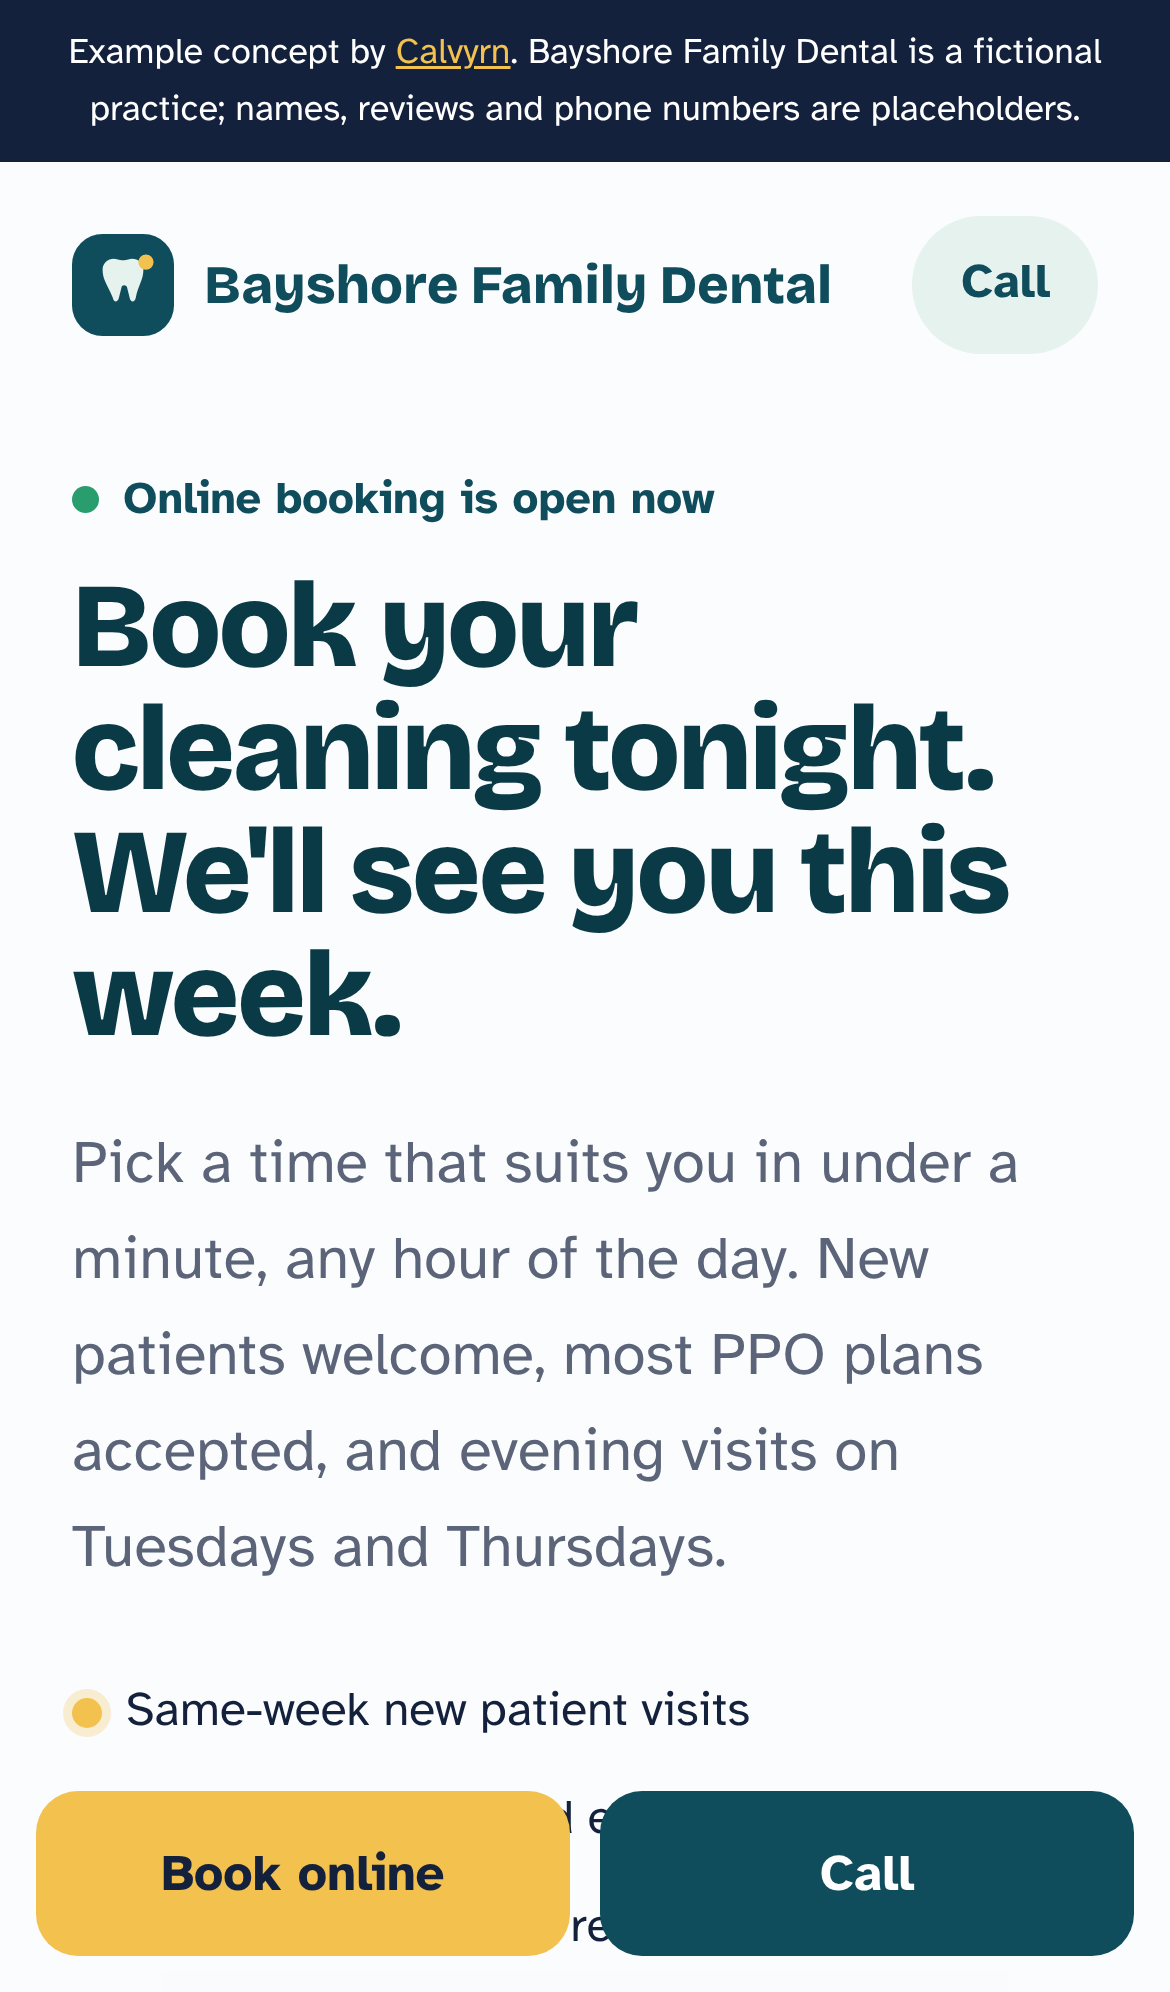 Example concept by Calvyrn. Bayshore Family Dental is a fictional
practice; names, reviews and phone numbers are placeholders.
Bayshore Family Dental
Call
Online booking is open now
Book your
cleaning tonight.
We'll see you this
week.
Pick a time that suits you in under a
minute, any hour of the day. New
patients welcome, most PPO plans
accepted, and evening visits on
Tuesdays and Thursdays.
Same-week new patient visits
Book online
Call